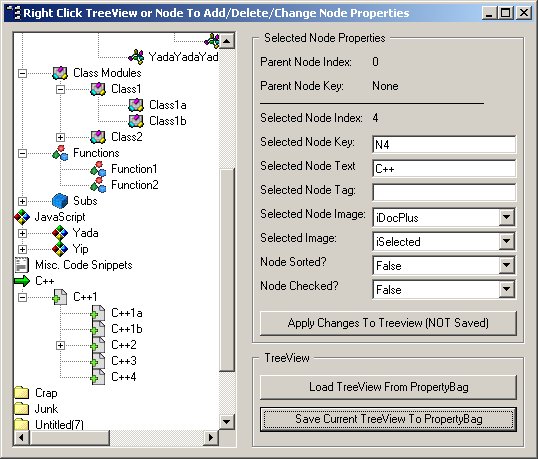 Right Click TreeView or Node To Add/Delete/Change Node Properties
YadaYadaYad
Class Modules
Class1
Class1a
Class1b
Class2
Functions
Function1
Function2
Subs
JavaScript
Yada
Yip
Misc. Code Snippets
C++
C++1
C++1a
C++1b
C++2
C++3
C++4
Crap
Junk
Untitled(7)
Selected Node Properties
Parent Node Index: 0
Parent Node Key: None
Selected Node Index: 4
Selected Node Key: N4
Selected Node Text C++
Selected Node Tag:
Selected Node Image: iDocPlus
Selected Image: iSelected
Node Sorted? False
Node Checked? False
Apply Changes To Treeview (NOT Saved)
TreeView
Load TreeView From PropertyBag
Save Current TreeView To PropertyBag